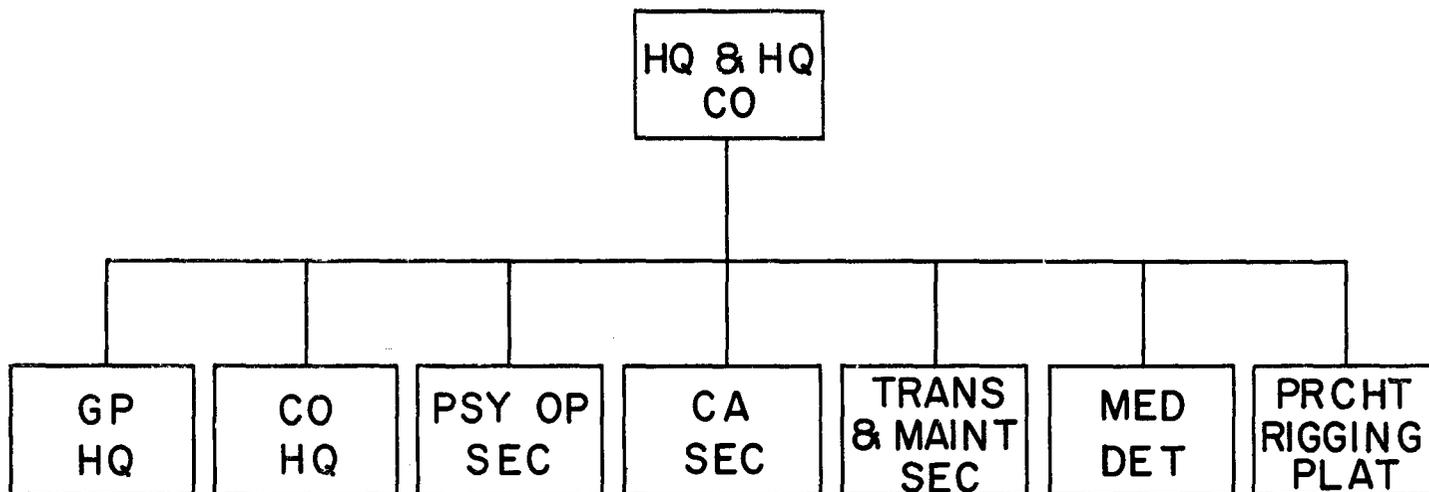 HQ & HQ
CO
GP
HQ
CO
HQ
PSY OP
SEC
CA
SEC
TRANS
& MAINT
SEC
MED
DET
PRCHT
RIGGING
PLAT